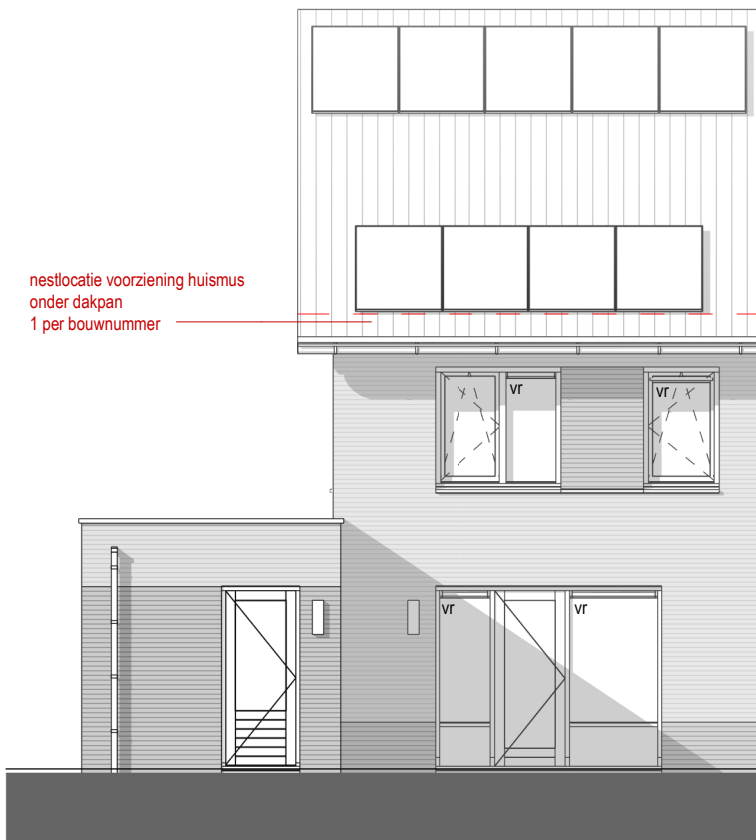 nestlocatie voorziening huismus
onder dakpan
1 per bouwnummer
vr
vr
vr
vr